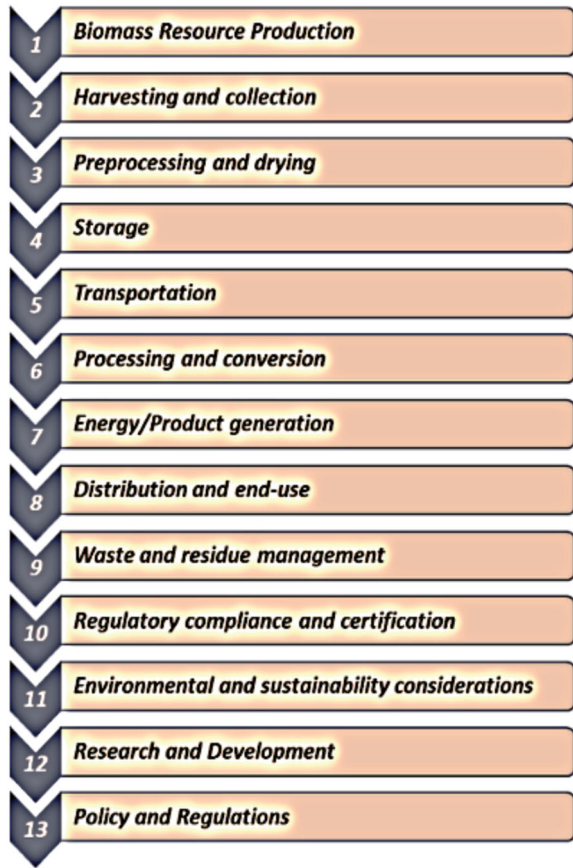 1 Biomass Resource Production
2 Harvesting and collection
3 Preprocessing and drying
4 Storage
5 Transportation
6 Processing and conversion
7 Energy/Product generation
8 Distribution and end-use
9 Waste and residue management
10 Regulatory compliance and certification
11 Environmental and sustainability considerations
12 Research and Development
13 Policy and Regulations